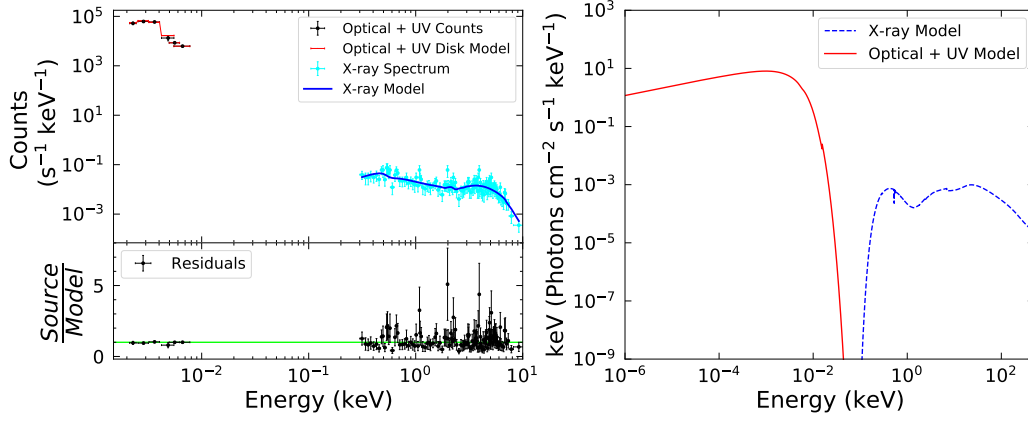 10^5
10^3
10^1
10^-1
10^-3
Counts
(s^-1 keV^-1)
Optical + UV Counts
Optical + UV Disk Model
X-ray Spectrum
X-ray Model
5
0
Source
Model
Residuals
10^-2
10^-1
10^0
10^1
Energy (keV)
10^3
10^1
10^-1
10^-3
10^-5
10^-7
10^-9
keV (Photons cm^-2 s^-1 keV^-1)
X-ray Model
Optical + UV Model
10^-6
10^-4
10^-2
10^0
10^2
Energy (keV)